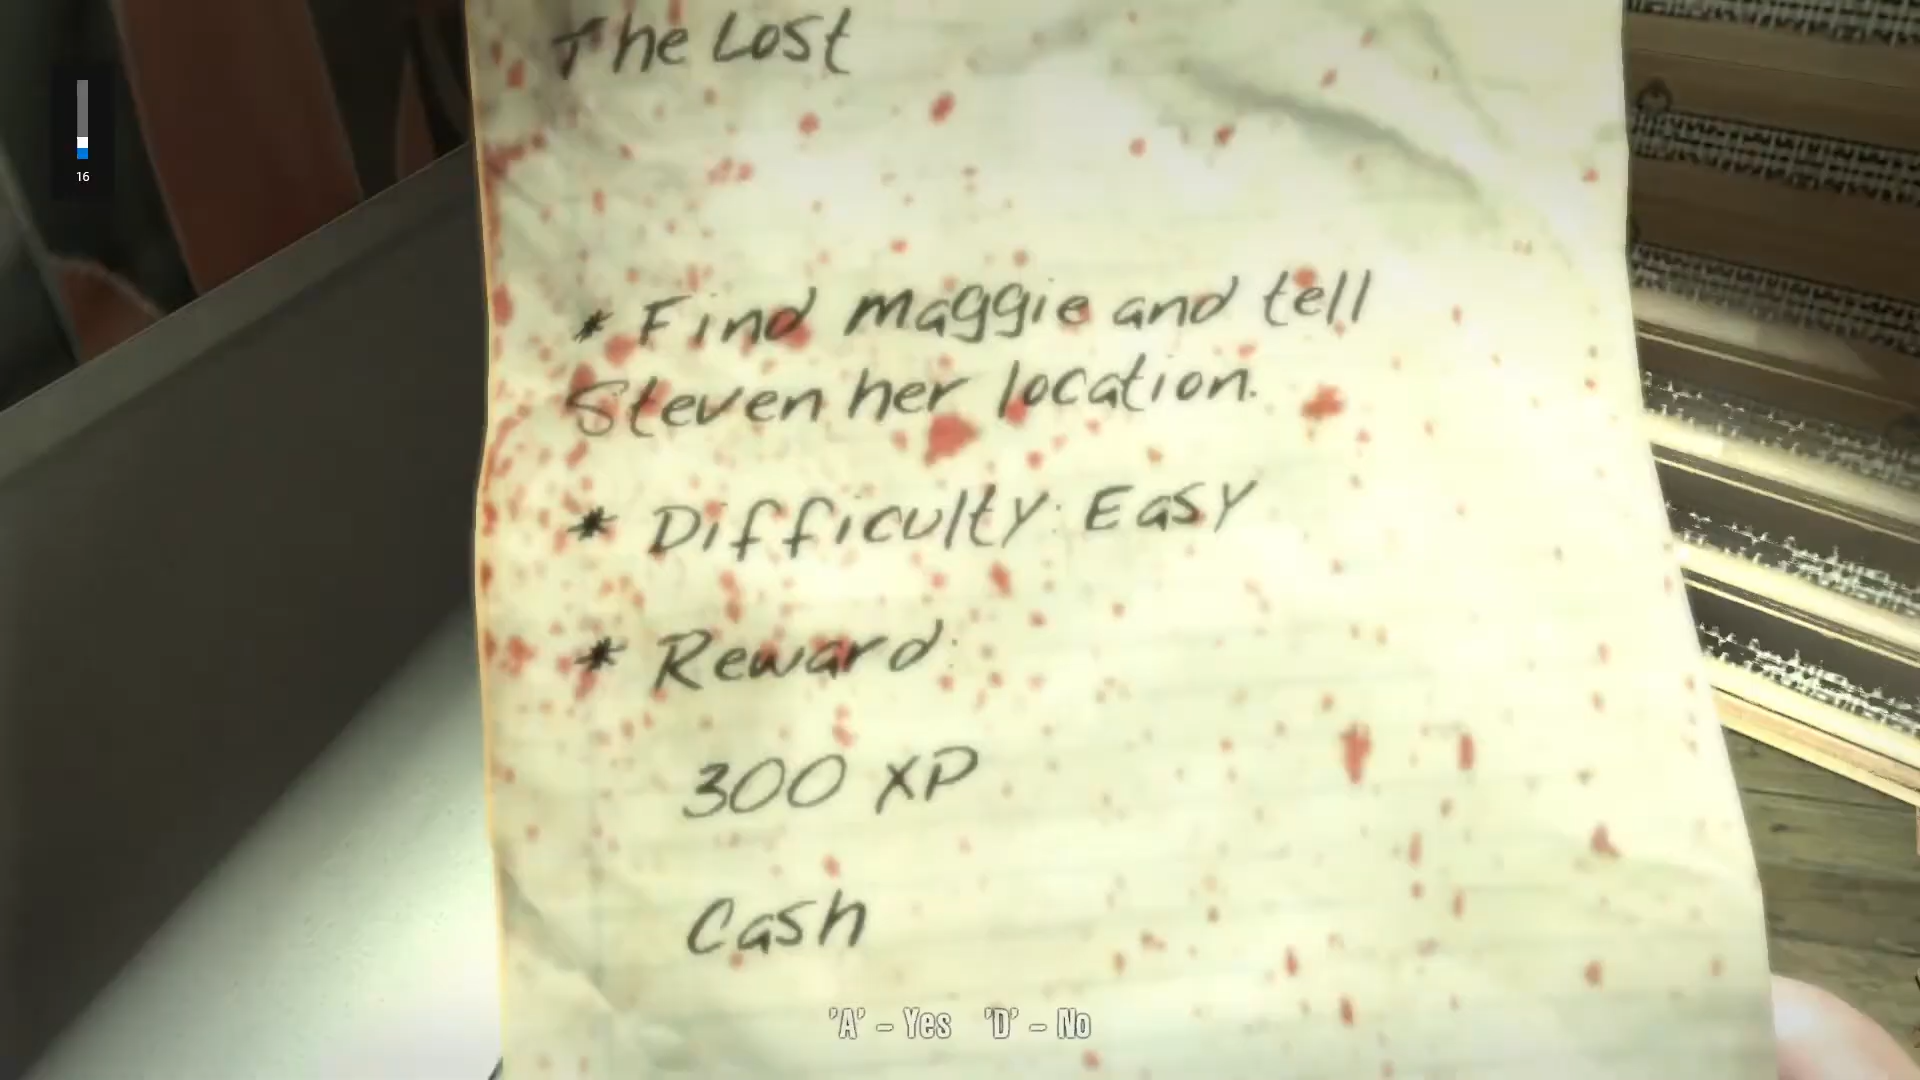 The Lost
16
* Find Maggie and tell
Steven her location.
* Difficulty: Easy
* Reward:
300 XP
Cash
'A' – Yes 'D' – No